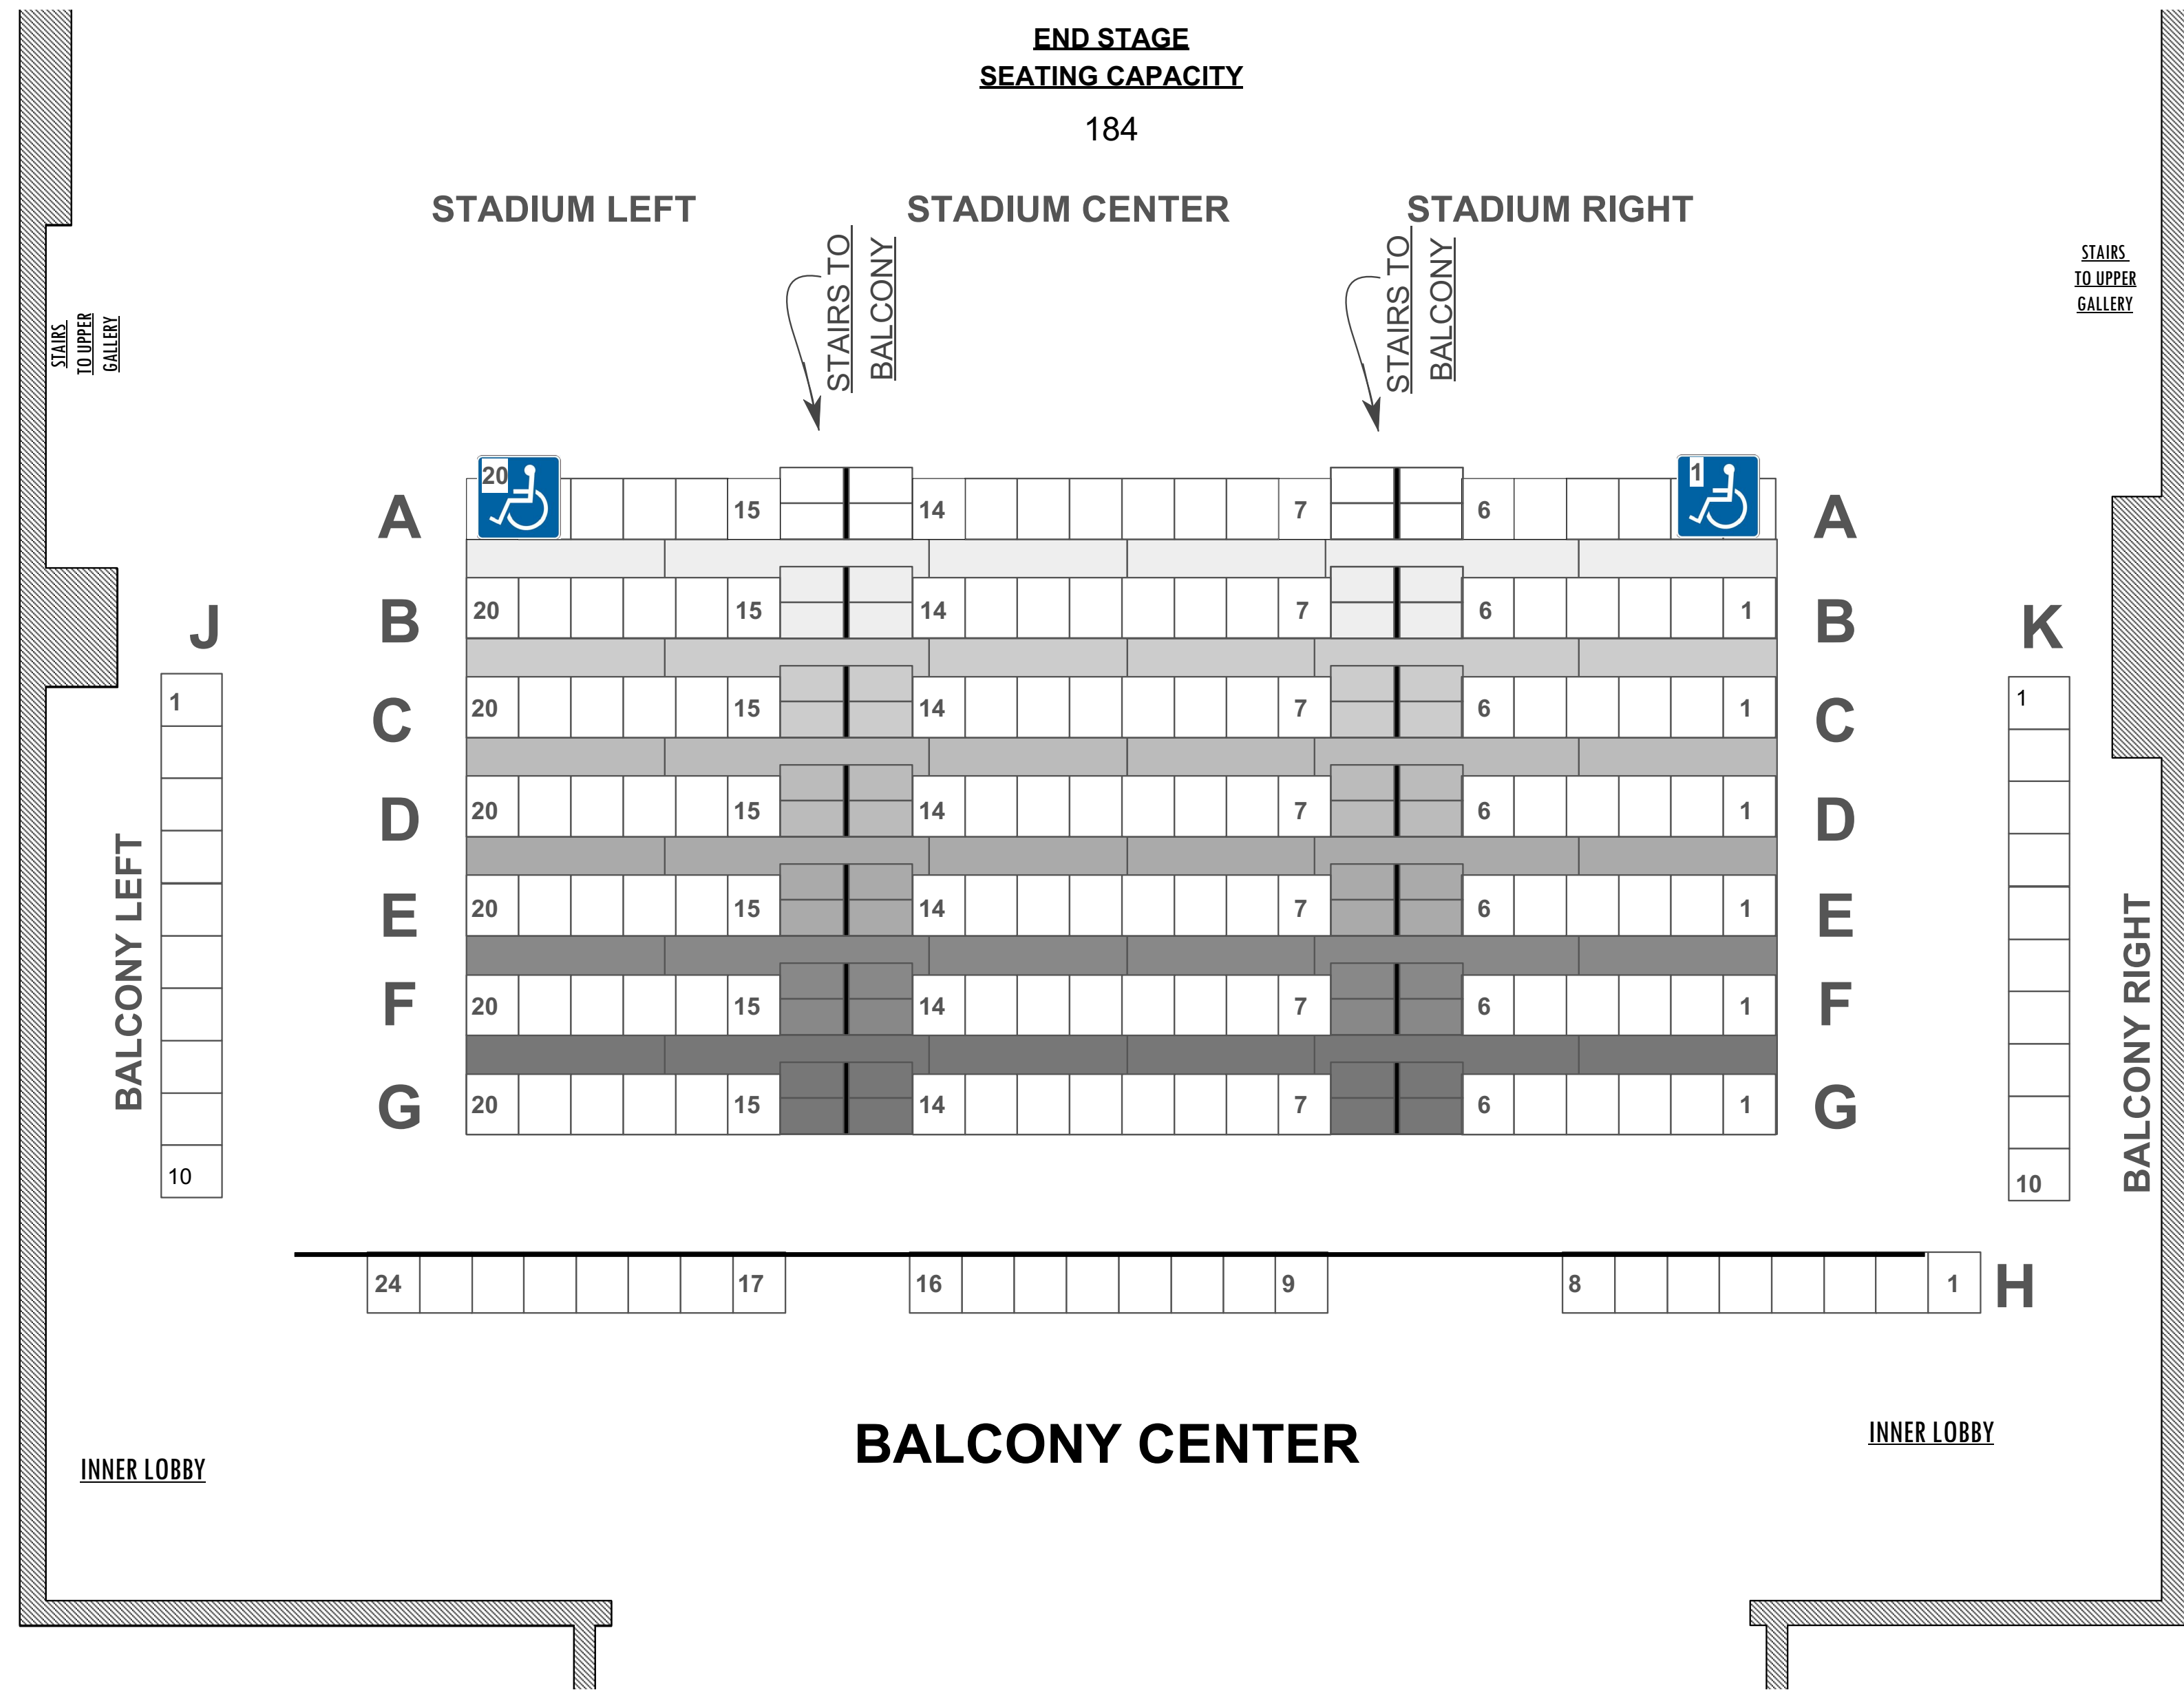 END STAGE
SEATING CAPACITY
184
STADIUM LEFT STADIUM CENTER STADIUM RIGHT
STAIRS TO
BALCONY
STAIRS TO
BALCONY
STAIRS
TO UPPER
GALLERY
STAIRS
TO UPPER
GALLERY
A 20 15 14 7 6 1 A
B 20 15 14 7 6 1 B
C 20 15 14 7 6 1 C
D 20 15 14 7 6 1 D
E 20 15 14 7 6 1 E
F 20 15 14 7 6 1 F
G 20 15 14 7 6 1 G
J
1
10
BALCONY LEFT
K
1
10
BALCONY RIGHT
24 17 16 9 8 1 H
BALCONY CENTER
INNER LOBBY
INNER LOBBY